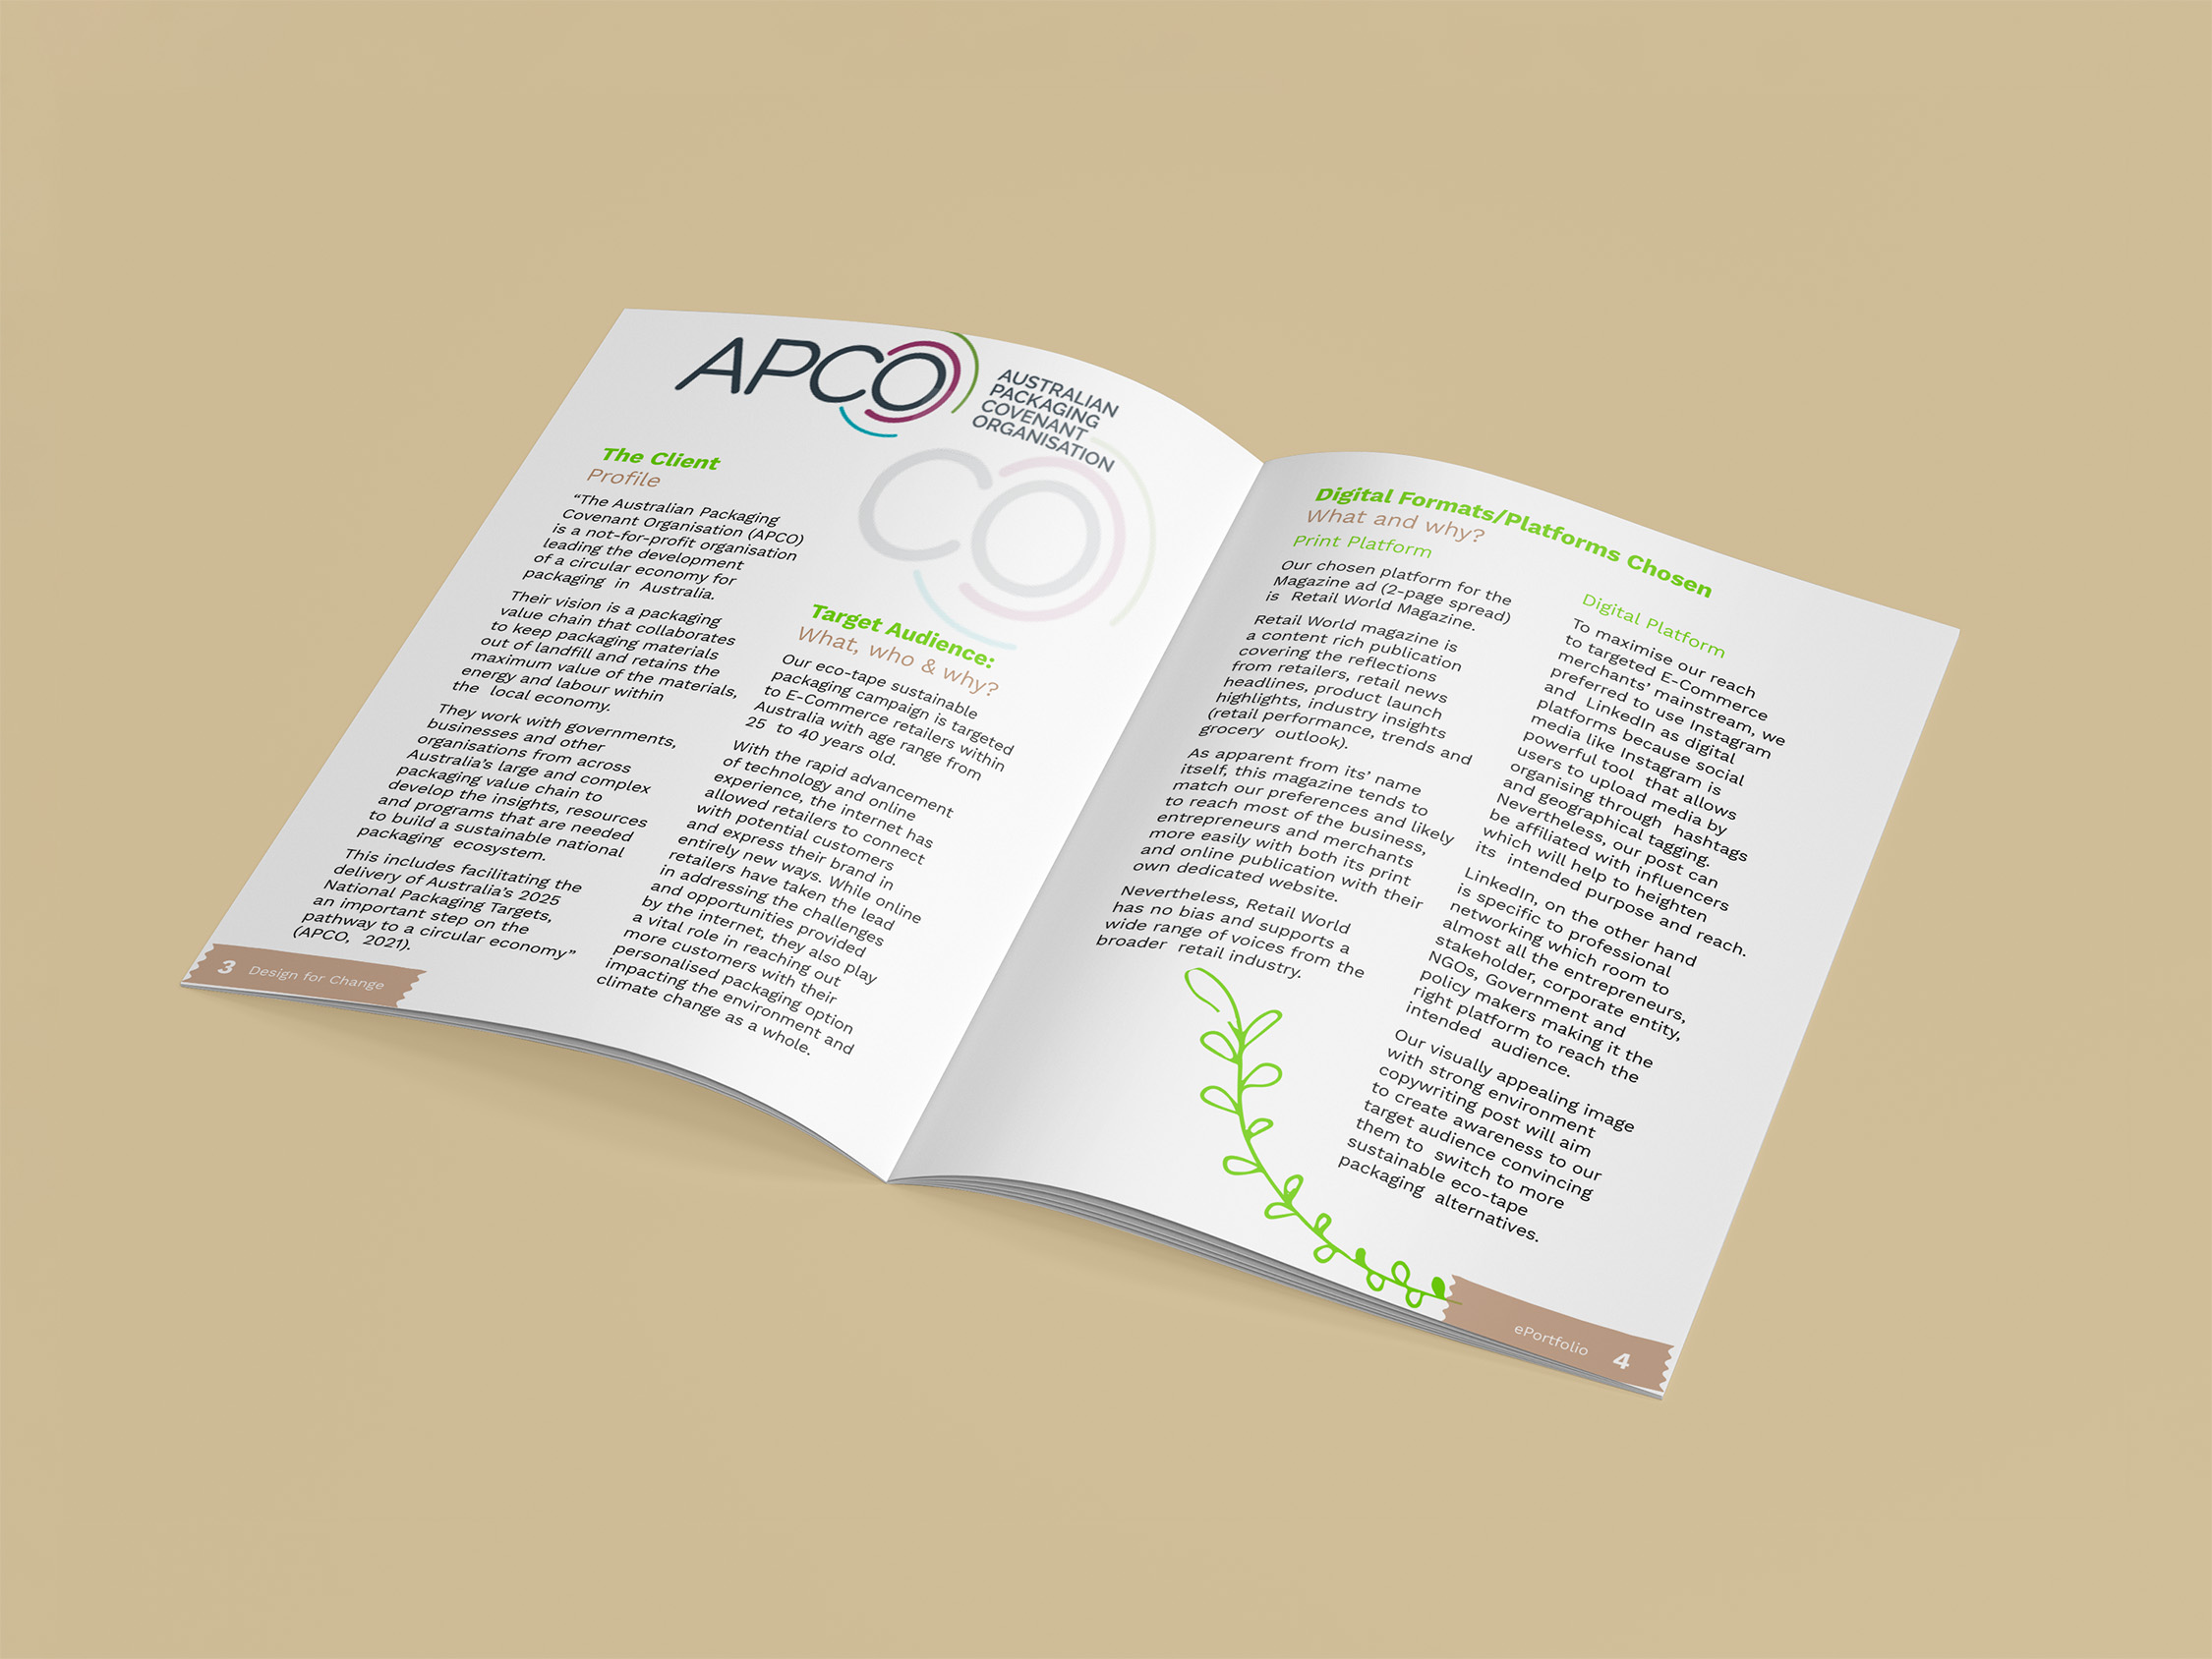 APCO
AUSTRALIAN
PACKAGING
COVENANT
ORGANISATION
CO
The Client
Profile
“The Australian Packaging
Covenant Organisation (APCO)
is a not-for-profit organisation
leading the development
of a circular economy for
packaging in Australia.
Their vision is a packaging
value chain that collaborates
to keep packaging materials
out of landfill and retains the
maximum value of the materials,
energy and labour within
the local economy.
They work with governments,
businesses and other
organisations from across
Australia’s large and complex
packaging value chain to
develop the insights, resources
and programs that are needed
to build a sustainable national
packaging ecosystem.
This includes facilitating the
delivery of Australia’s 2025
National Packaging Targets,
an important step on the
pathway to a circular economy”
(APCO, 2021).
Target Audience:
What, who & why?
Our eco-tape sustainable
packaging campaign is targeted
to E-Commerce retailers within
Australia with age range from
25 to 40 years old.
With the rapid advancement
of technology and online
experience, the internet has
allowed retailers to connect
with potential customers
and express their brand in
entirely new ways. While online
retailers have taken the lead
in addressing the challenges
and opportunities provided
by the internet, they also play
a vital role in reaching out
more customers with their
personalised packaging option
impacting the environment and
climate change as a whole.
3 Design for Change
Digital Formats/Platforms Chosen
What and why?
Print Platform
Our chosen platform for the
Magazine ad (2-page spread)
is Retail World Magazine.
Retail World magazine is
a content rich publication
covering the reflections
from retailers, retail news
headlines, product launch
highlights, industry insights
(retail performance, trends and
grocery outlook).
As apparent from its’ name
itself, this magazine tends to
match our preferences and likely
to reach most of the business,
entrepreneurs and merchants
more easily with both its print
and online publication with their
own dedicated website.
Nevertheless, Retail World
has no bias and supports a
wide range of voices from the
broader retail industry.
Digital Platform
To maximise our reach
to targeted E-Commerce
merchants’ mainstream, we
preferred to use Instagram
and LinkedIn as digital
platforms because social
media like Instagram is
powerful tool that allows
users to upload media by
organising through hashtags
and geographical tagging.
Nevertheless, our post can
be affiliated with influencers
which will help to heighten
its intended purpose and reach.
LinkedIn, on the other hand
is specific to professional
networking which room to
almost all the entrepreneurs,
stakeholder, corporate entity,
NGOs, Government and
policy makers making it the
right platform to reach the
intended audience.
Our visually appealing image
with strong environment
copywriting post will aim
to create awareness to our
target audience convincing
them to switch to more
sustainable eco-tape
packaging alternatives.
ePortfolio 4